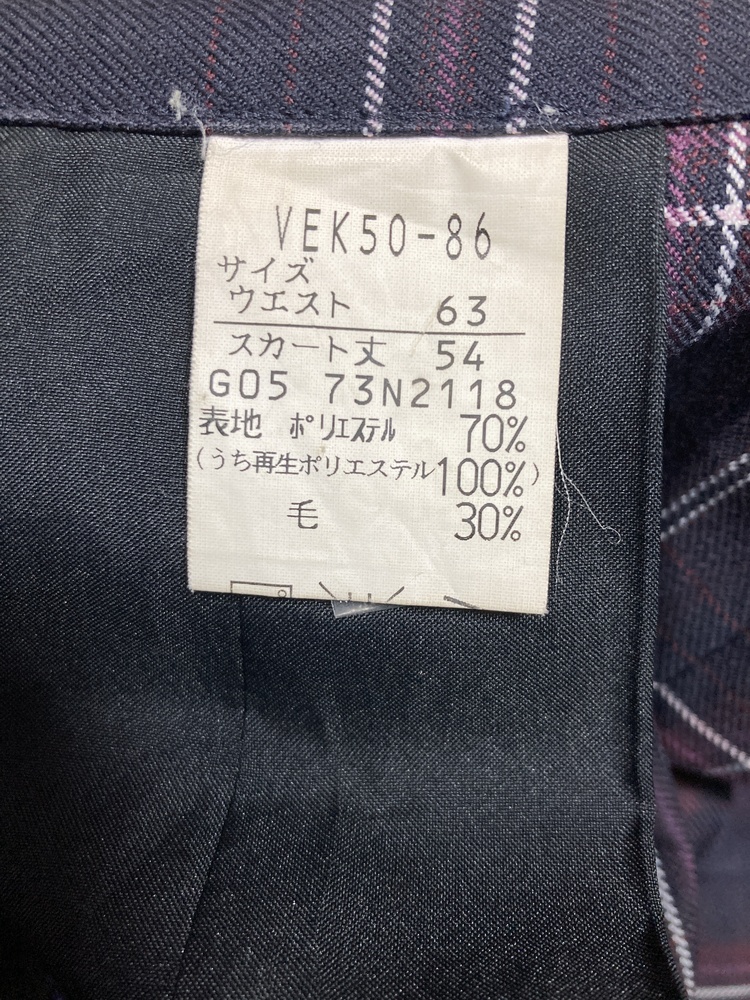 VEK50-86
サイズ
ウエスト 63
スカート丈 54
G05 73N2118
表地 ポリエステル 70%
(うち再生ポリエステル100%)
毛 30%